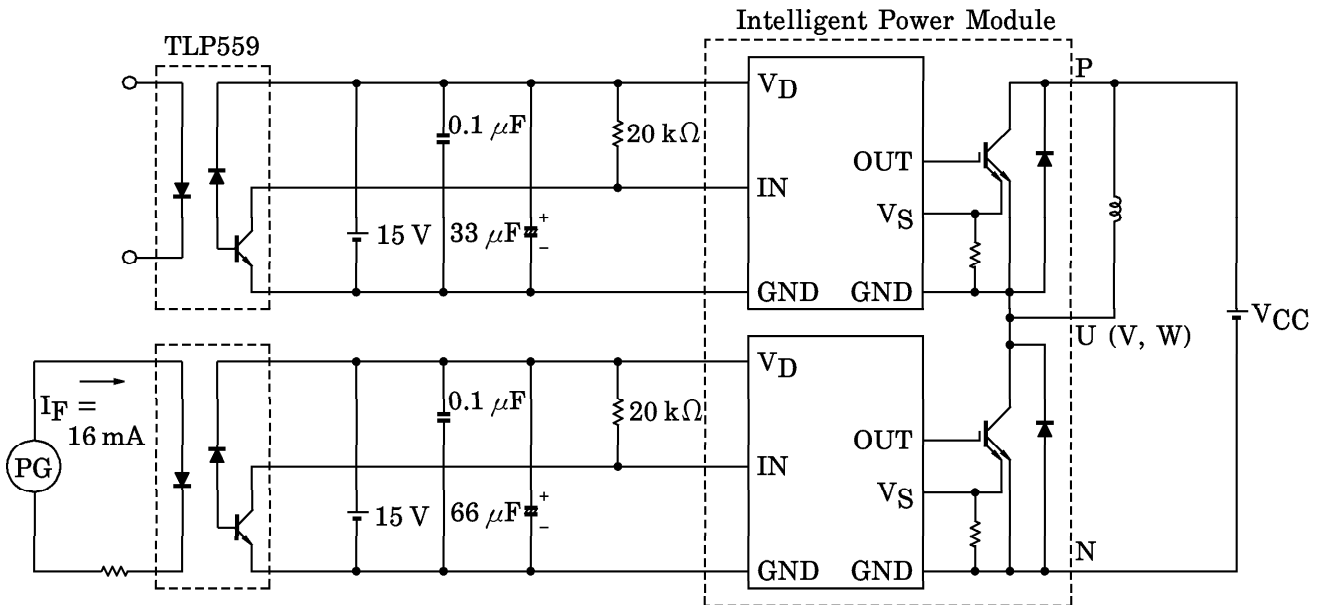 Intelligent Power Module
TLP559
V_D
0.1 μF
20 kΩ
OUT
IN
V_S
15 V
33 μF
+
−
GND
GND
P
U (V, W)
V_CC
I_F =
16 mA
PG
V_D
0.1 μF
20 kΩ
OUT
IN
V_S
15 V
66 μF
+
−
GND
GND
N